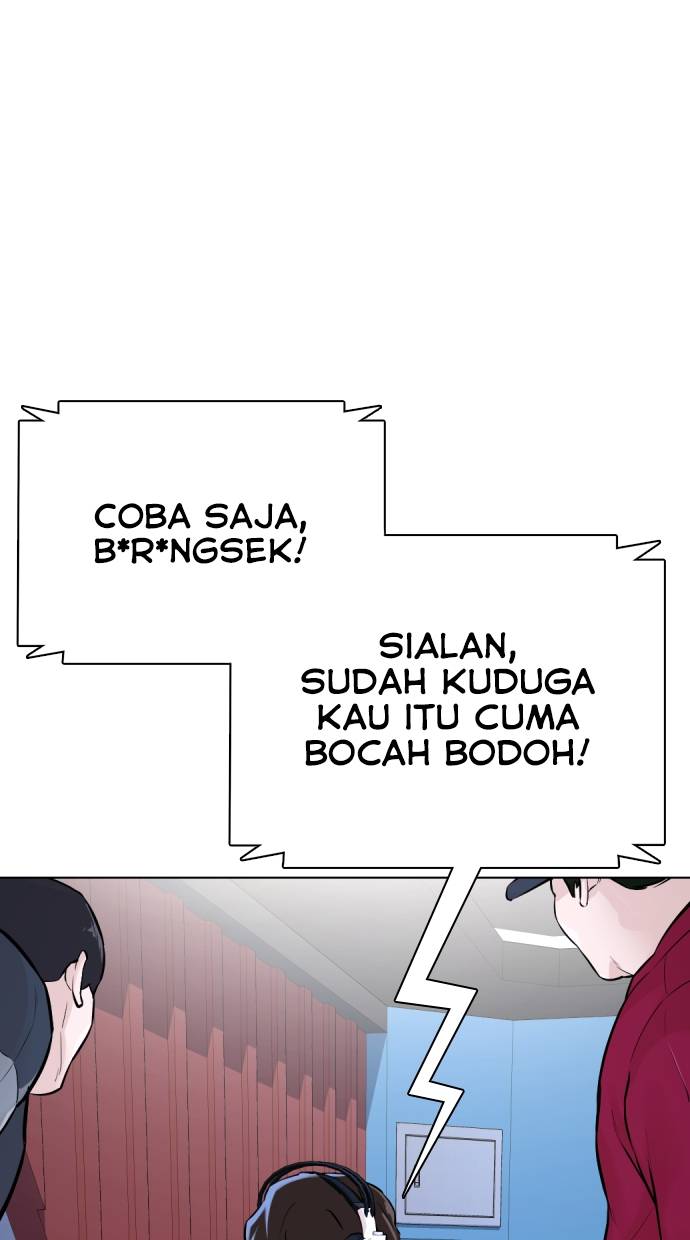 COBA SAJA,
B*R*NGSEK!
SIALAN,
SUDAH KUDUGA
KAU ITU CUMA
BOCAH BODOH!